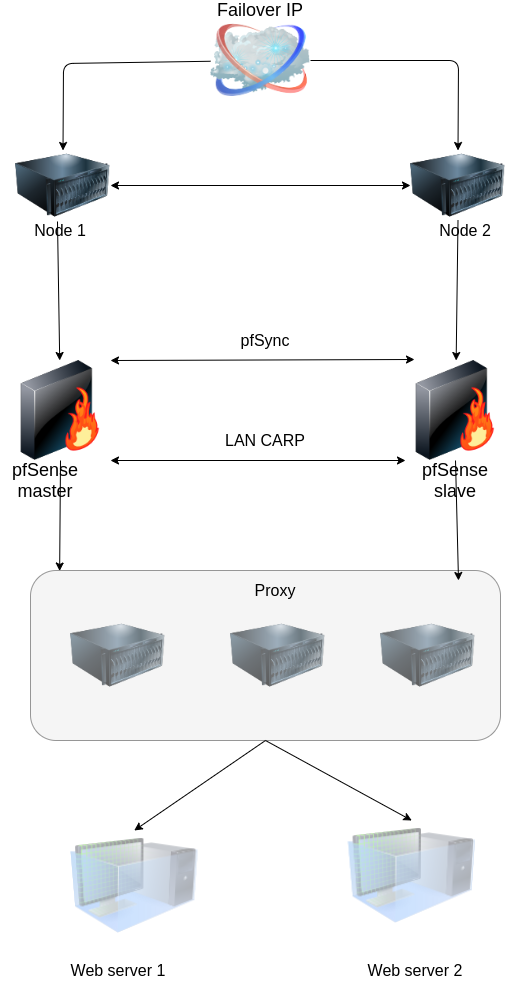 Failover IP
Node 1
Node 2
pfSync
LAN CARP
pfSense
master
pfSense
slave
Proxy
Web server 1
Web server 2